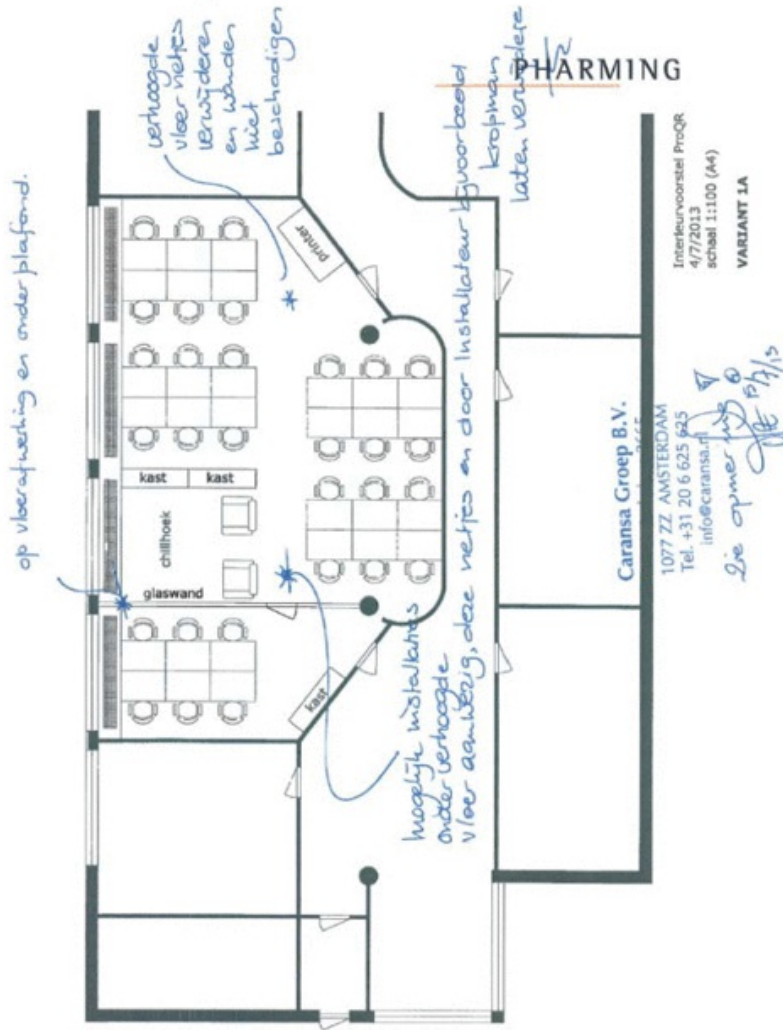 op vloerafwerking en onder plafond.
verhoogde
vloer netjes
verwijderen
en wanden
niet
beschadigen
PHARMING
printer
kast
kast
chillhoek
glaswand
kast
mogelijk installaties
onder verhoogde
vloer aanwezig, deze netjes en door installateur bijvoorbeeld
kropman
laten verwijderen
Interieurvoorstel ProQR
4/7/2013
schaal 1:100 (A4)
VARIANT 1A
Caransa Groep B.V.
1077 ZZ AMSTERDAM
Tel. +31 20 6 625 625
info@caransa.nl
Zie opmer